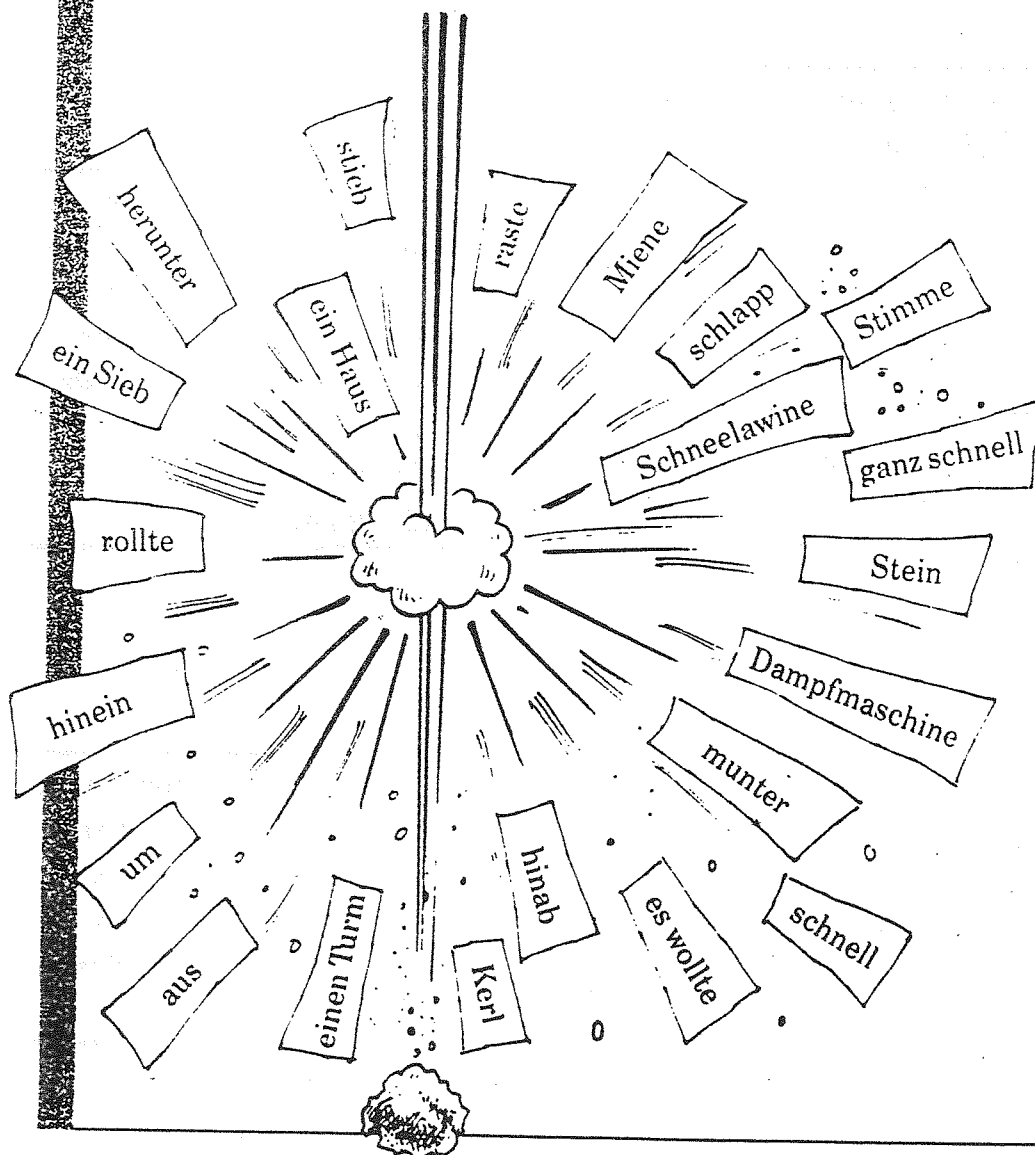 stieb
herunter
raste
Miene
ein Haus
schlapp
Stimme
ein Sieb
Schneelawine
ganz schnell
rollte
Stein
hinein
Dampfmaschine
munter
um
hinab
es wollte
schnell
aus
einen Turm
Kerl